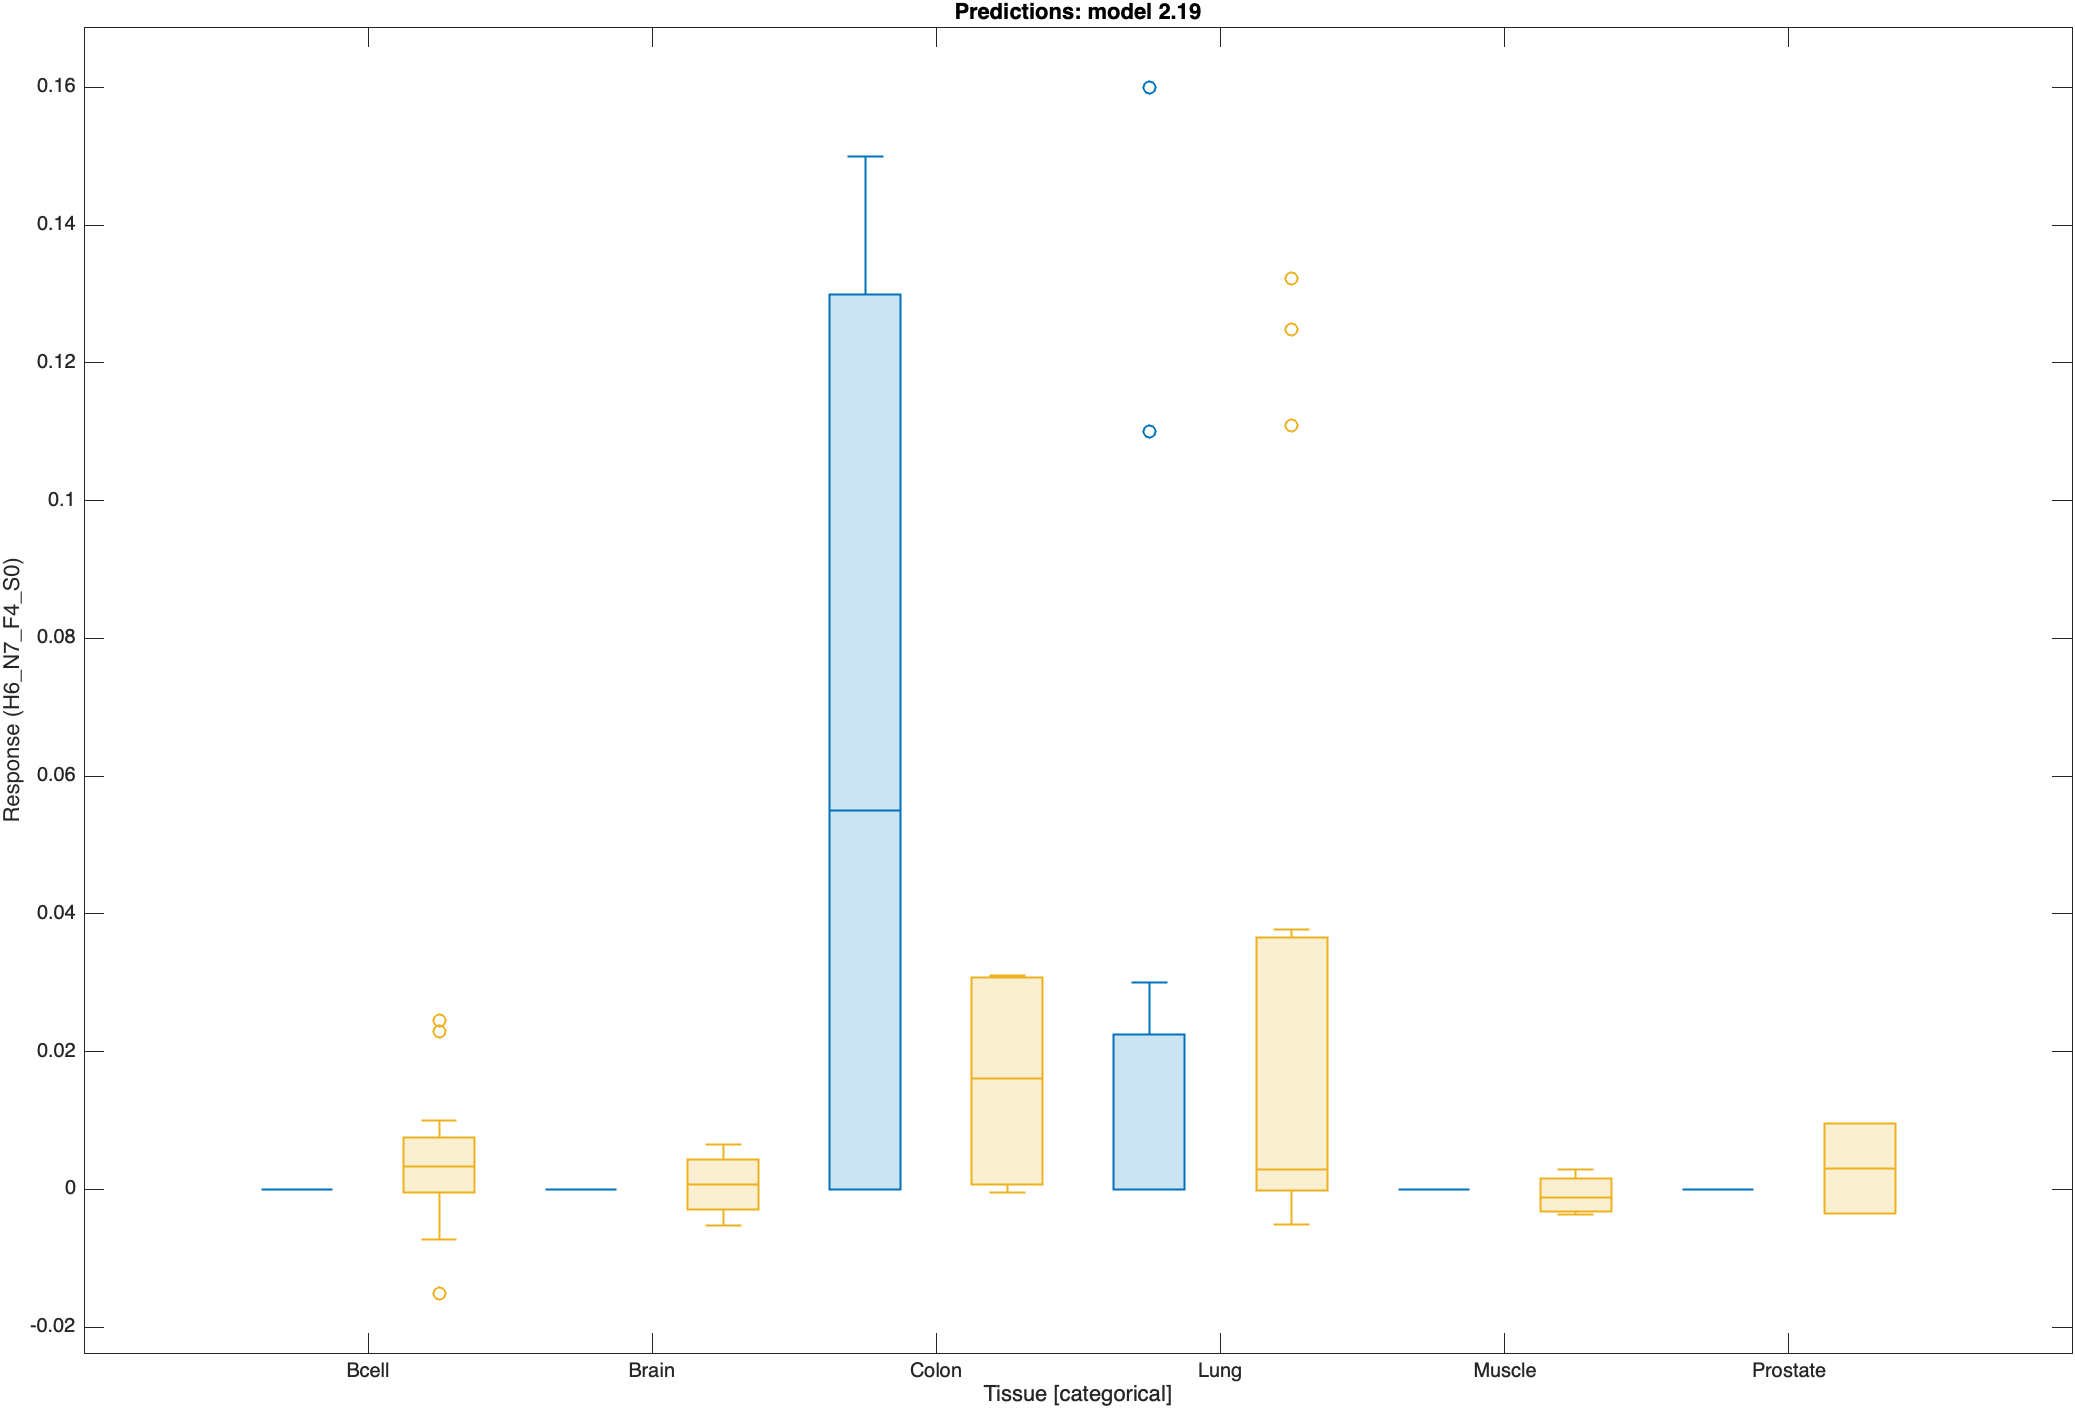 Predictions: model 2.19
0.16
0.14
0.12
0.1
0.08
0.06
0.04
0.02
0
-0.02
Response (H6_N7_F4_S0)
Bcell Brain Colon Lung Muscle Prostate
Tissue [categorical]